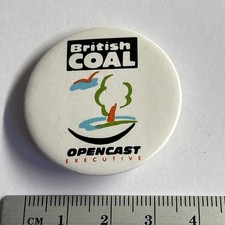 British
COAL
OPENCAST
EXECUTIVE
CM 1 2 3 4